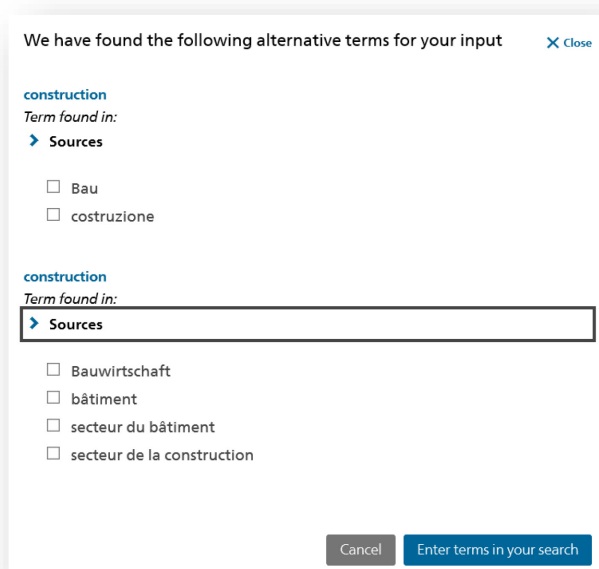 We have found the following alternative terms for your input
Close
construction
Term found in:
Sources
Bau
costruzione
construction
Term found in:
Sources
Bauwirtschaft
bâtiment
secteur du bâtiment
secteur de la construction
Cancel
Enter terms in your search